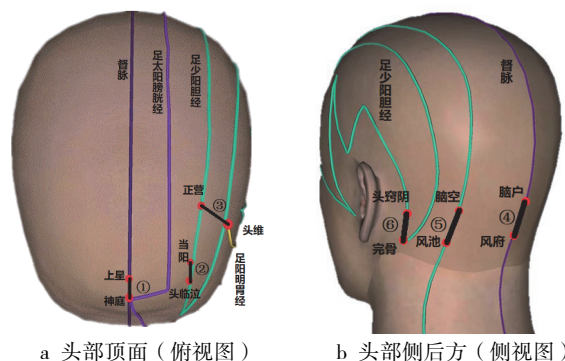 督脉
足太阳膀胱经
足少阳胆经
正营
③
头维
当阳
②
头临泣
足阳明胃经
上星
①
神庭
a 头部顶面（俯视图）
督脉
足少阳胆经
头窍阴
脑空
脑户
⑥
⑤
④
完骨
风池
风府
b 头部侧后方（侧视图）